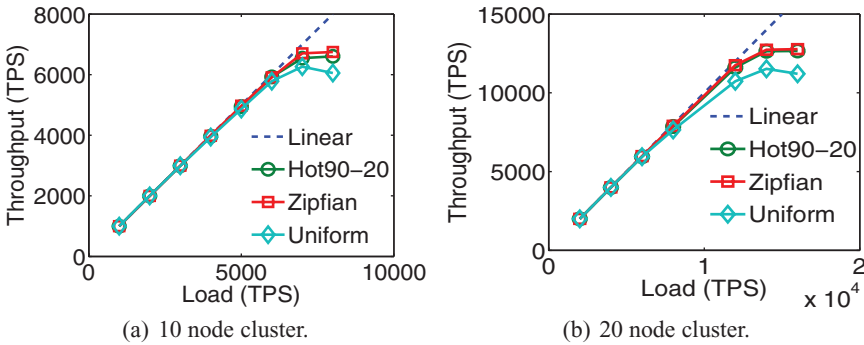 8000
6000
4000
2000
0
0
5000
10000
Throughput (TPS)
Load (TPS)
Linear
Hot90−20
Zipfian
Uniform
(a) 10 node cluster.
15000
10000
5000
0
0
1
2
x 10^4
Throughput (TPS)
Load (TPS)
Linear
Hot90−20
Zipfian
Uniform
(b) 20 node cluster.